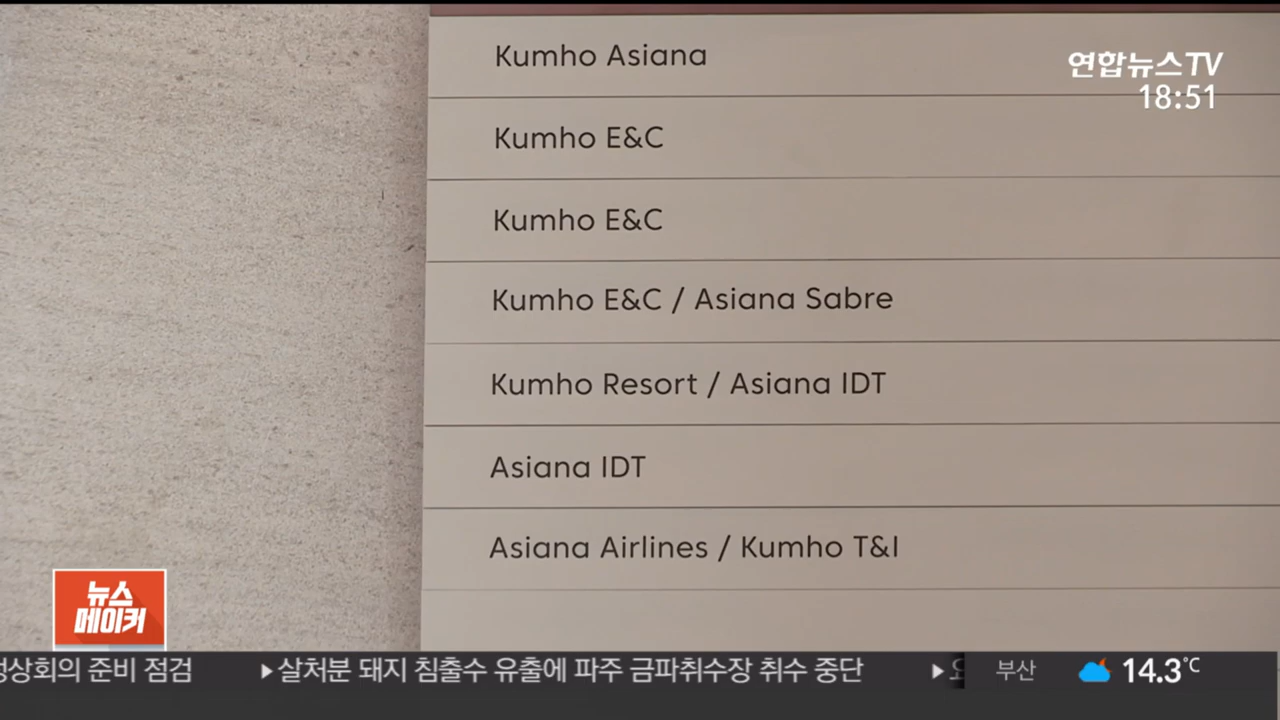 Kumho Asiana
연합뉴스TV
18:51
Kumho E&C
Kumho E&C
Kumho E&C / Asiana Sabre
Kumho Resort / Asiana IDT
Asiana IDT
Asiana Airlines / Kumho T&I
뉴스
메이커
준비 점검 ▶살처분 돼지 침출수 유출에 파주 금파취수장 취수 중단 ▶
부산 14.3℃